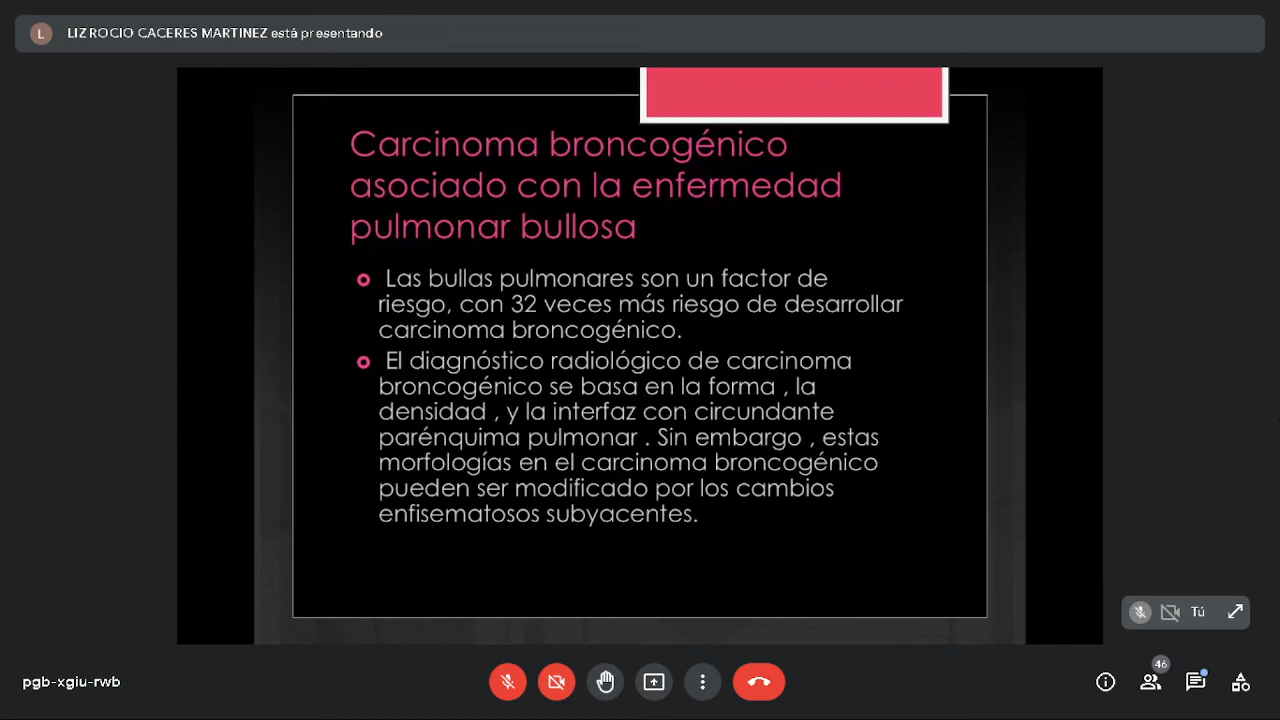 L LIZ ROCIO CACERES MARTINEZ está presentando
Carcinoma broncogénico
asociado con la enfermedad
pulmonar bullosa
Las bullas pulmonares son un factor de
riesgo, con 32 veces más riesgo de desarrollar
carcinoma broncogénico.
El diagnóstico radiológico de carcinoma
broncogénico se basa en la forma , la
densidad , y la interfaz con circundante
parénquima pulmonar . Sin embargo , estas
morfologías en el carcinoma broncogénico
pueden ser modificado por los cambios
enfisematosos subyacentes.
Tú
pgb-xgiu-rwb
46